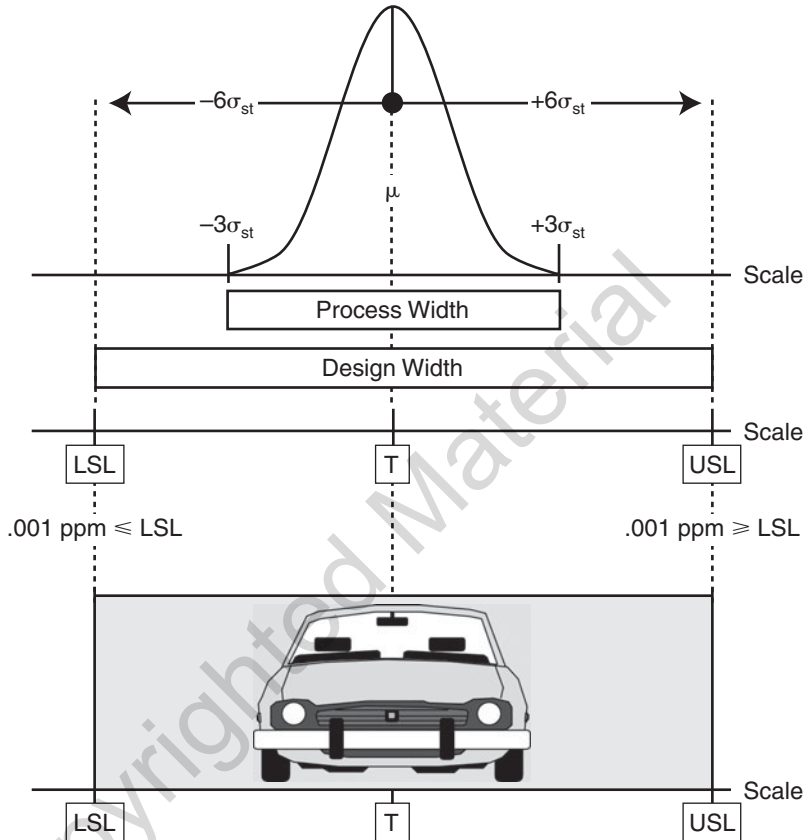 −6σst
+6σst
μ
−3σst
+3σst
Scale
Process Width
Design Width
Scale
LSL
T
USL
.001 ppm ≤ LSL
.001 ppm ≥ LSL
Scale
LSL
T
USL
pyrighted Material